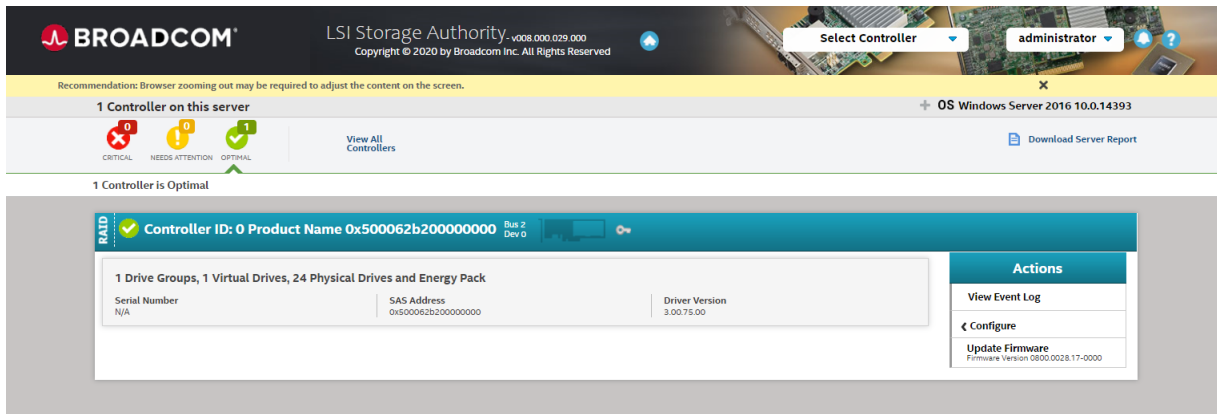 BROADCOM
LSI Storage Authority- v008.000.029.000
Copyright © 2020 by Broadcom Inc. All Rights Reserved
Select Controller
administrator
?
Recommendation: Browser zooming out may be required to adjust the content on the screen.
1 Controller on this server
OS Windows Server 2016 10.0.14393
0
0
1
CRITICAL
NEEDS ATTENTION
OPTIMAL
View All
Controllers
Download Server Report
1 Controller is Optimal
RAID
Controller ID: 0 Product Name 0x500062b200000000
Bus 2
Dev 0
1 Drive Groups, 1 Virtual Drives, 24 Physical Drives and Energy Pack
Serial Number
N/A
SAS Address
0x500062b200000000
Driver Version
3.00.75.00
Actions
View Event Log
Configure
Update Firmware
Firmware Version 0800.0028.17-0000